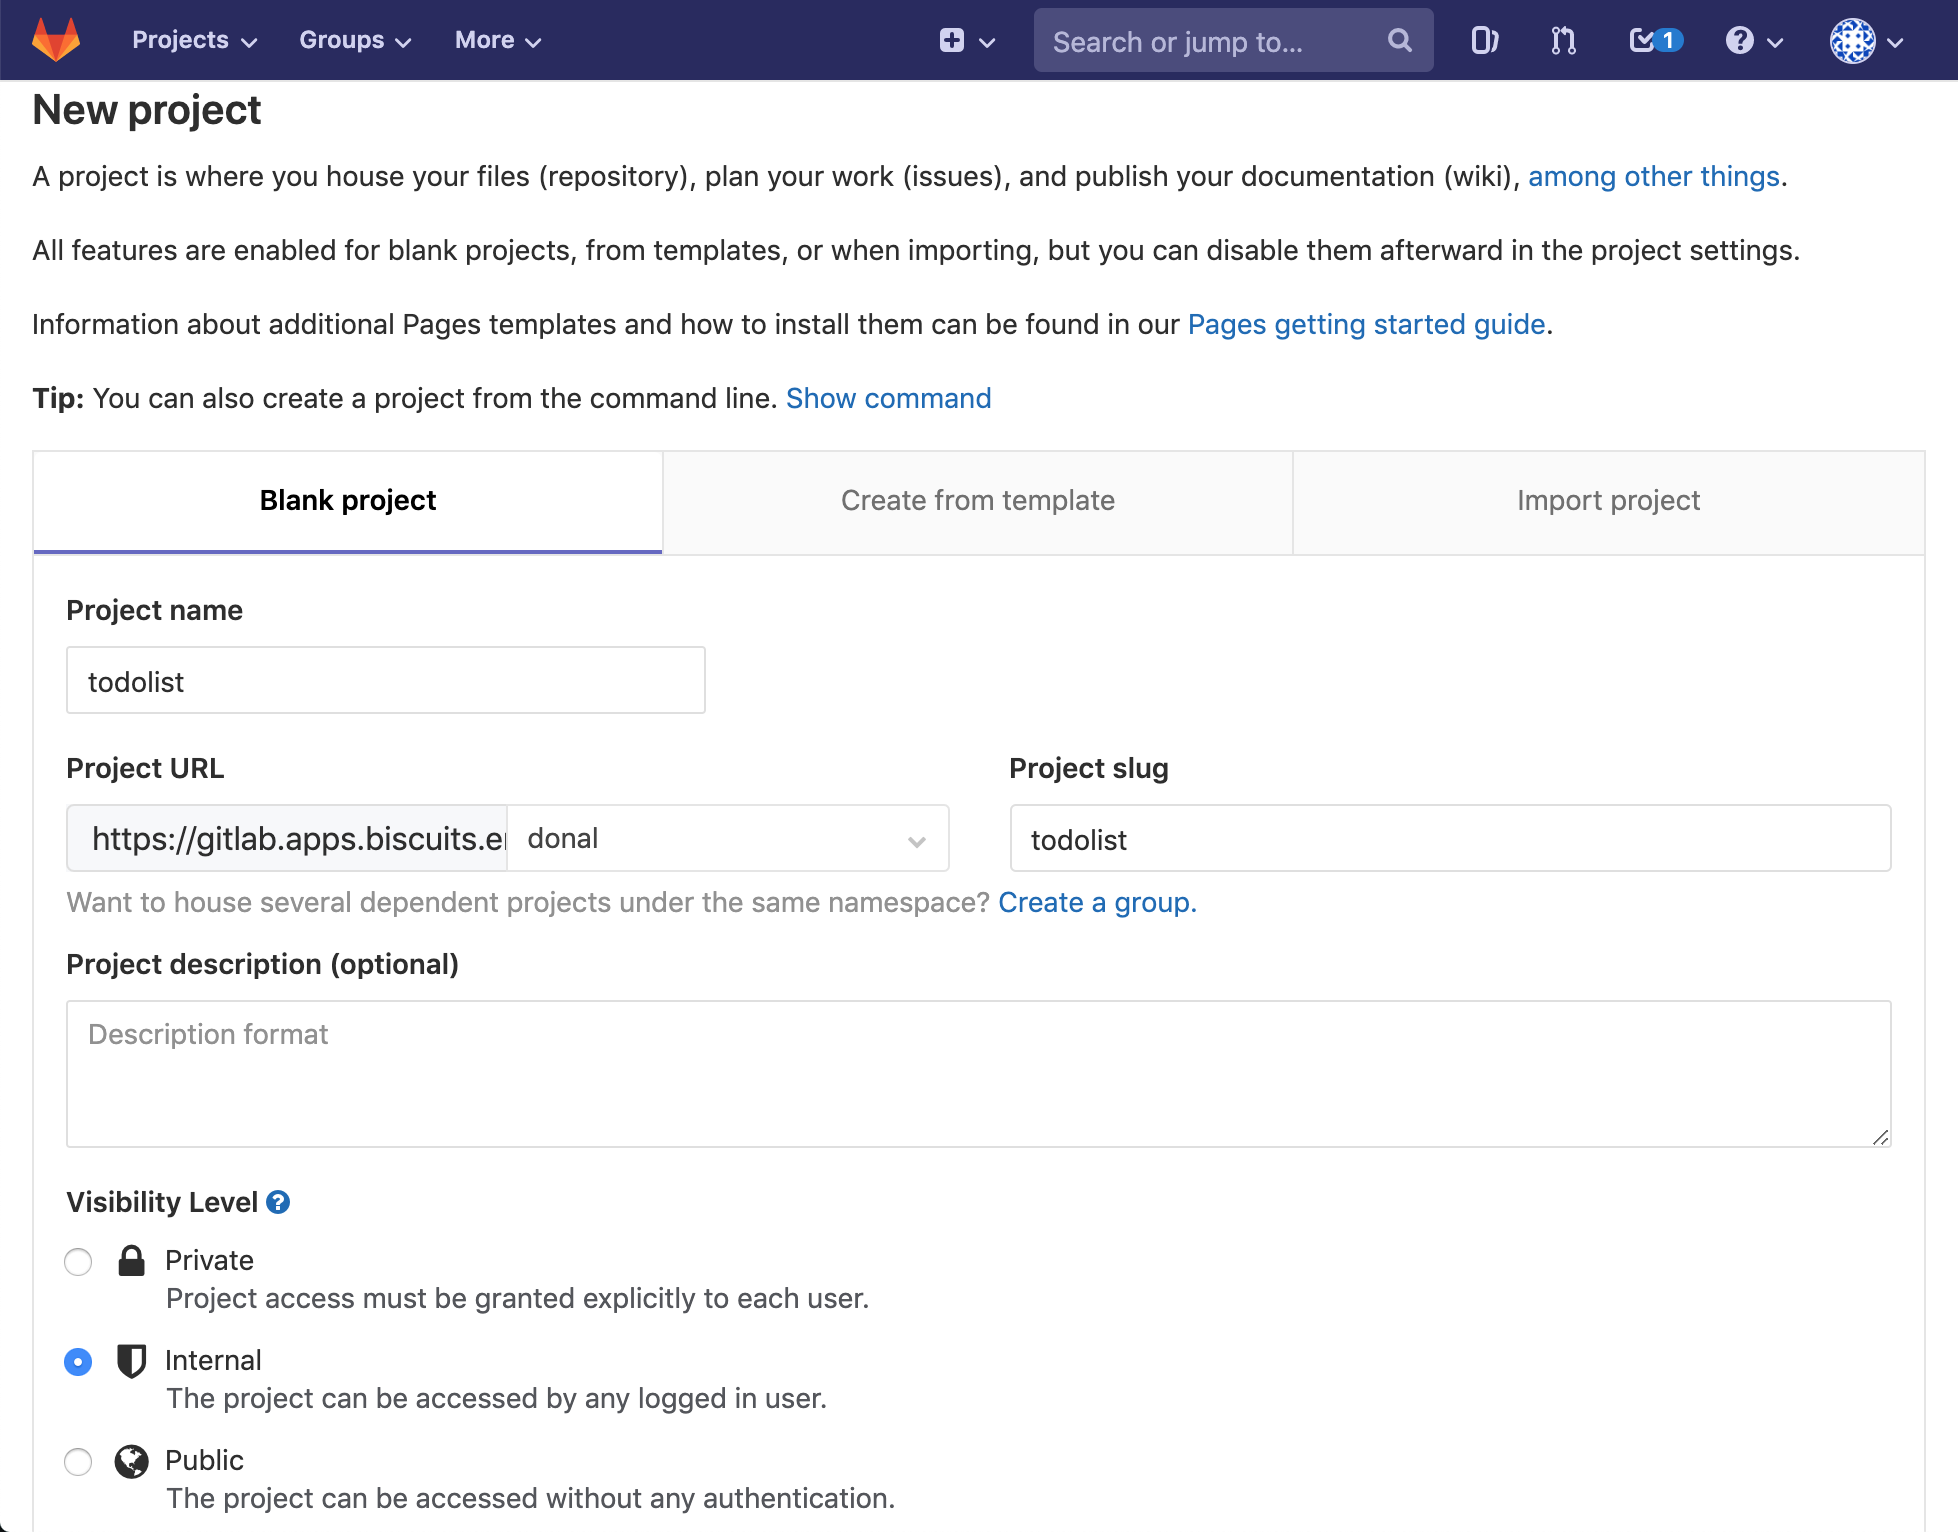 Projects Groups More Search or jump to... 1
New project
A project is where you house your files (repository), plan your work (issues), and publish your documentation (wiki), among other things.
All features are enabled for blank projects, from templates, or when importing, but you can disable them afterward in the project settings.
Information about additional Pages templates and how to install them can be found in our Pages getting started guide.
Tip: You can also create a project from the command line. Show command
Blank project Create from template Import project
Project name
todolist
Project URL Project slug
https://gitlab.apps.biscuits.e donal todolist
Want to house several dependent projects under the same namespace? Create a group.
Project description (optional)
Description format
Visibility Level ?
Private
Project access must be granted explicitly to each user.
Internal
The project can be accessed by any logged in user.
Public
The project can be accessed without any authentication.